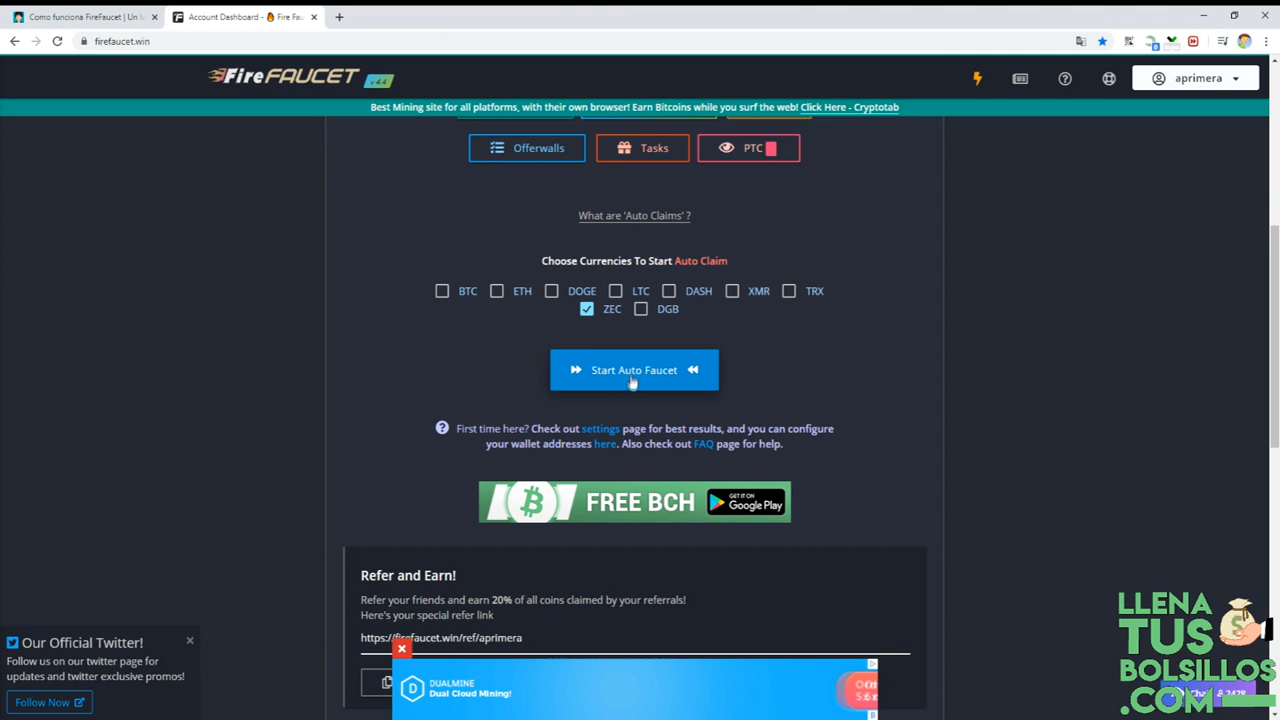 Como funciona FireFaucet | Un
Account Dashboard - 🔥 Fire Fau
firefaucet.win
FireFAUCET v4.4
aprimera
Best Mining site for all platforms, with their own browser! Earn Bitcoins while you surf the web! Click Here - Cryptotab
Offerwalls
Tasks
PTC
What are 'Auto Claims' ?
Choose Currencies To Start Auto Claim
BTC ETH DOGE LTC DASH XMR TRX
ZEC DGB
Start Auto Faucet
First time here? Check out settings page for best results, and you can configure
your wallet addresses here. Also check out FAQ page for help.
FREE BCH
GET IT ON
Google Play
Refer and Earn!
Refer your friends and earn 20% of all coins claimed by your referrals!
Here's your special refer link
https://firefaucet.win/ref/aprimera
Our Official Twitter!
Follow us on our twitter page for
updates and twitter exclusive promos!
Follow Now
DUALMINE
Dual Cloud Mining!
LLENA
TUS
BOLSILLOS
.COM